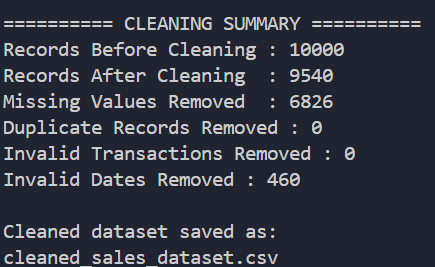 ========== CLEANING SUMMARY ==========
Records Before Cleaning : 10000
Records After Cleaning  : 9540
Missing Values Removed  : 6826
Duplicate Records Removed : 0
Invalid Transactions Removed : 0
Invalid Dates Removed : 460
Cleaned dataset saved as:
cleaned_sales_dataset.csv